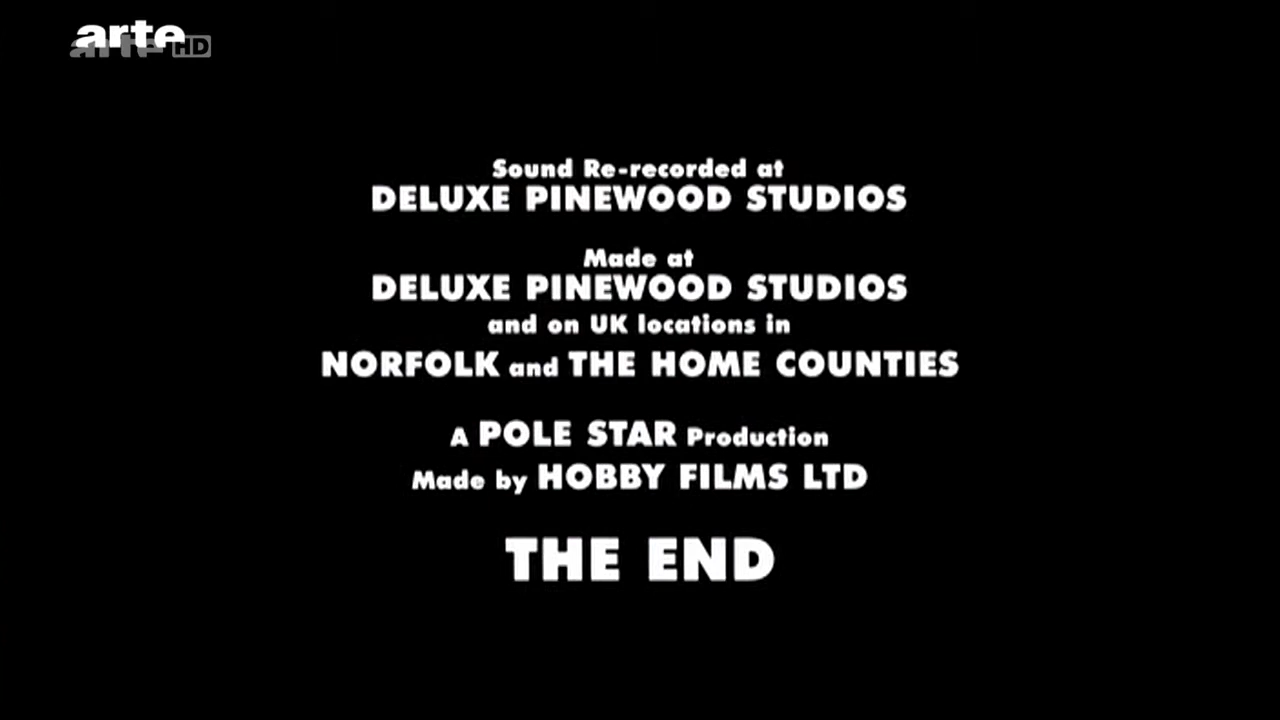 arte
arte HD
Sound Re-recorded at
DELUXE PINEWOOD STUDIOS
Made at
DELUXE PINEWOOD STUDIOS
and on UK locations in
NORFOLK and THE HOME COUNTIES
A POLE STAR Production
Made by HOBBY FILMS LTD
THE END